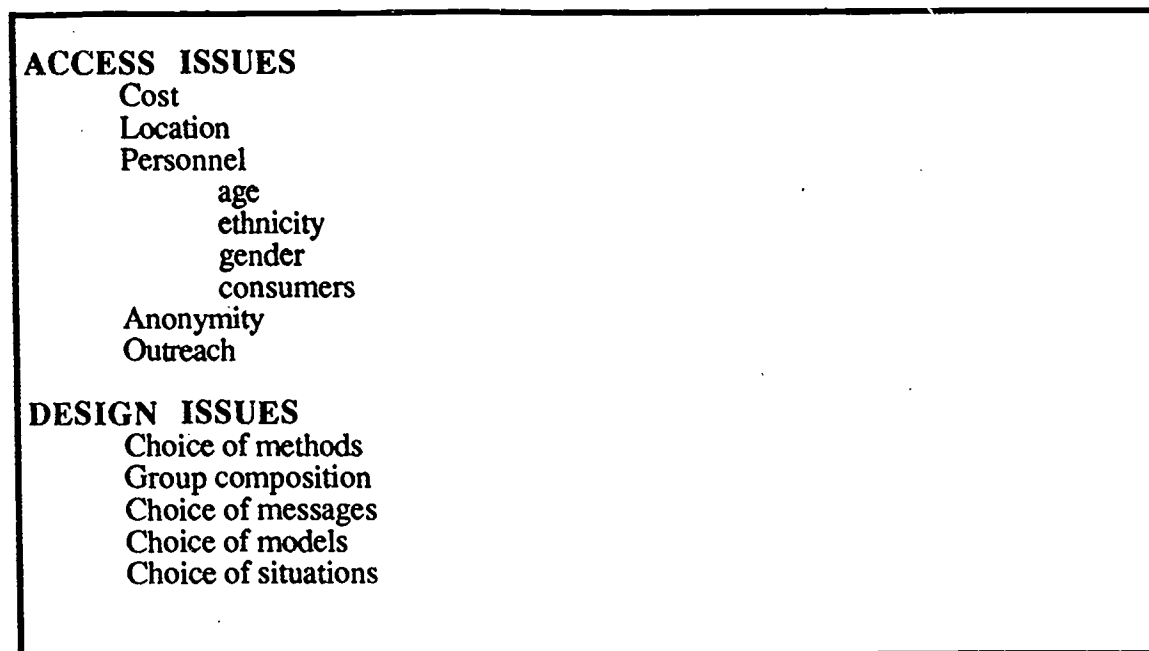 ACCESS ISSUES
Cost
Location
Personnel
age
ethnicity
gender
consumers
Anonymity
Outreach
DESIGN ISSUES
Choice of methods
Group composition
Choice of messages
Choice of models
Choice of situations